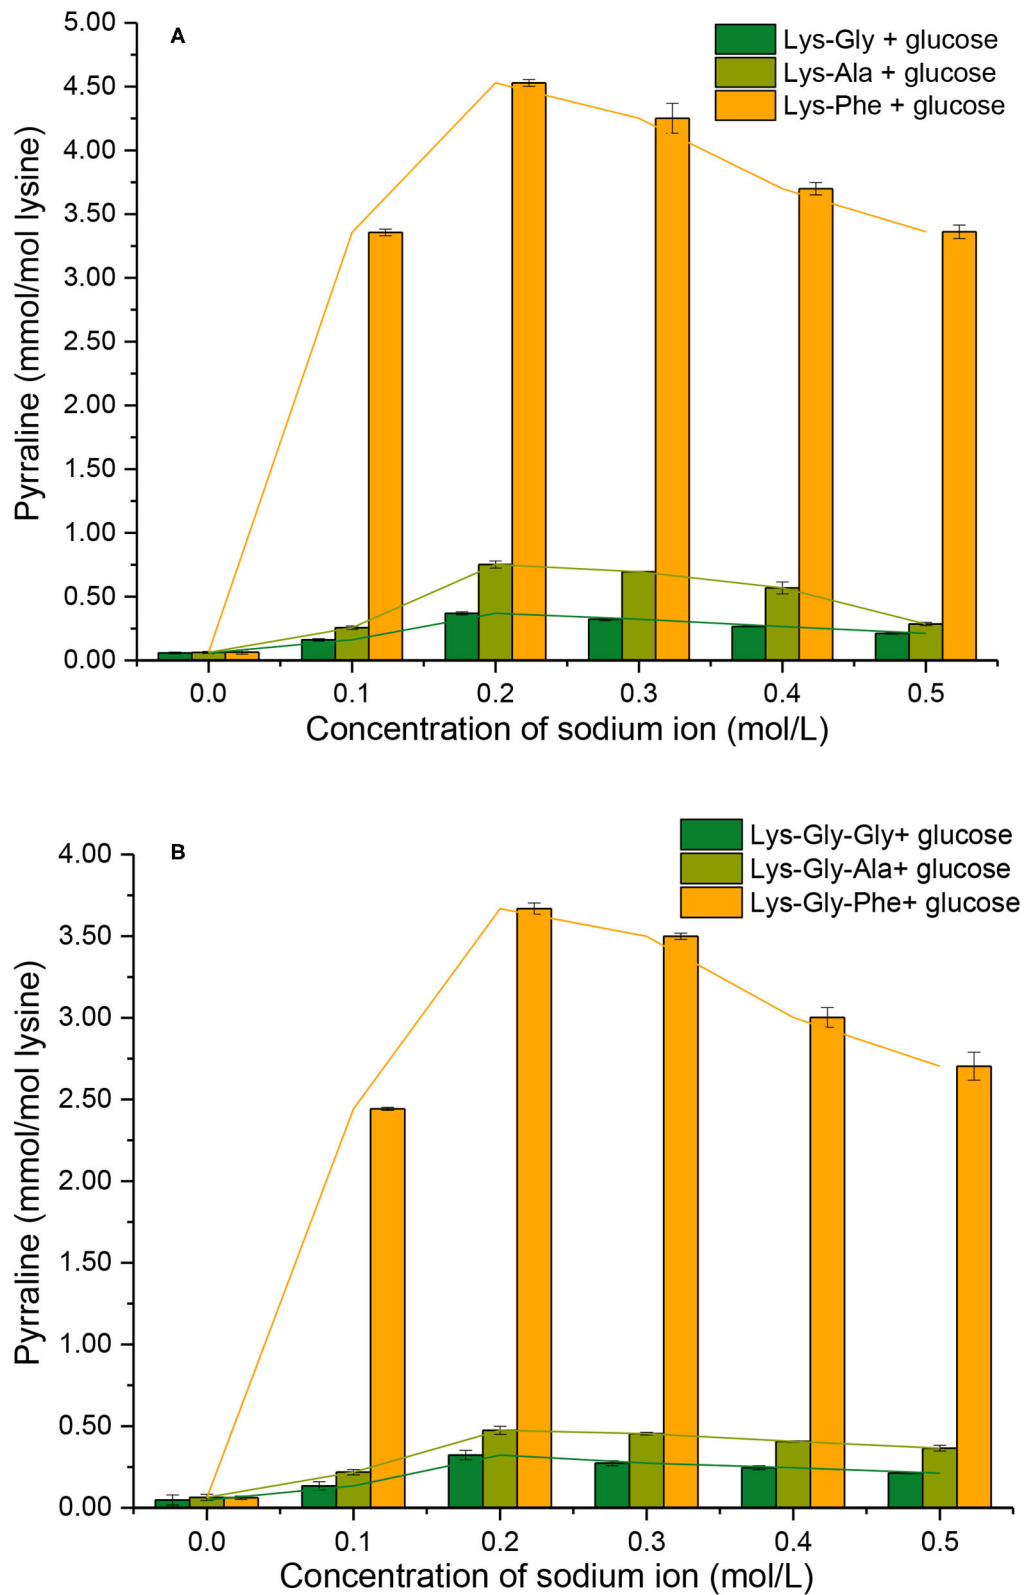 A
Lys-Gly + glucose
Lys-Ala + glucose
Lys-Phe + glucose
Pyrraline (mmol/mol lysine)
5.00
4.50
4.00
3.50
3.00
2.50
2.00
1.50
1.00
0.50
0.00
0.0 0.1 0.2 0.3 0.4 0.5
Concentration of sodium ion (mol/L)
B
Lys-Gly-Gly+ glucose
Lys-Gly-Ala+ glucose
Lys-Gly-Phe+ glucose
Pyrraline (mmol/mol lysine)
4.00
3.50
3.00
2.50
2.00
1.50
1.00
0.50
0.00
0.0 0.1 0.2 0.3 0.4 0.5
Concentration of sodium ion (mol/L)